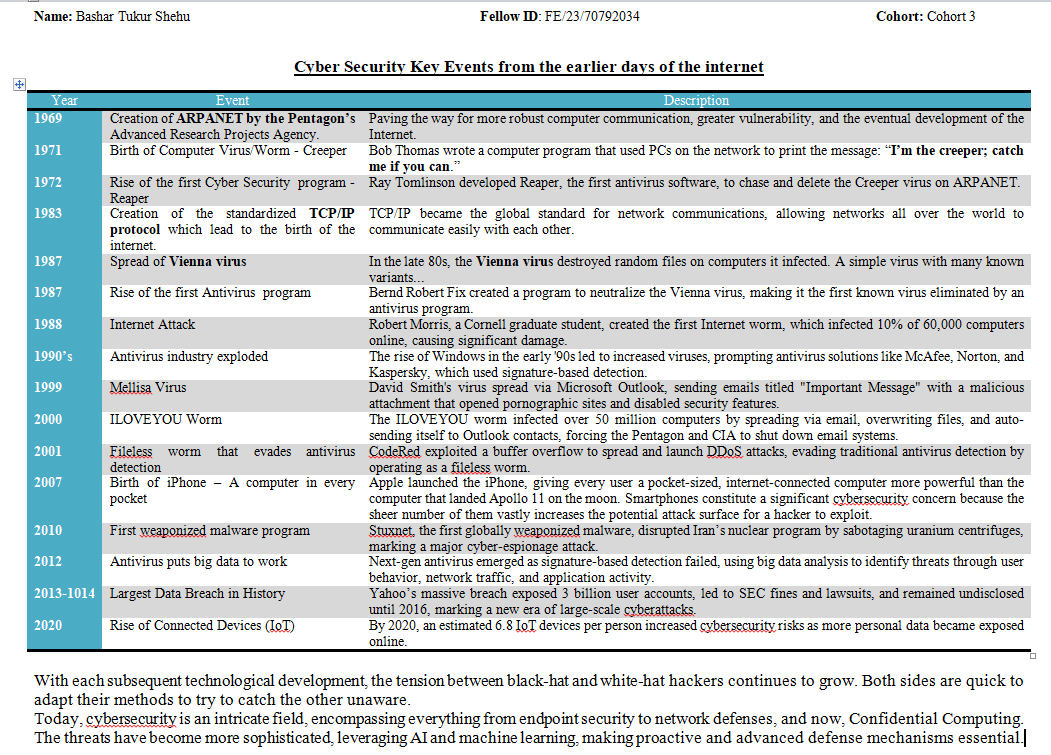 Name: Bashar Tukur Shehu Fellow ID: FE/23/70792034 Cohort: Cohort 3
Cyber Security Key Events from the earlier days of the internet
Year Event Description
1969 Creation of ARPANET by the Pentagon's Paving the way for more robust computer communication, greater vulnerability, and the eventual development of the
Advanced Research Projects Agency. Internet.
1971 Birth of Computer Virus/Worm - Creeper Bob Thomas wrote a computer program that used PCs on the network to print the message: “I'm the creeper; catch
me if you can.”
1972 Rise of the first Cyber Security program - Ray Tomlinson developed Reaper, the first antivirus software, to chase and delete the Creeper virus on ARPANET.
Reaper
1983 Creation of the standardized TCP/IP TCP/IP became the global standard for network communications, allowing networks all over the world to
protocol which lead to the birth of the communicate easily with each other.
internet.
1987 Spread of Vienna virus In the late 80s, the Vienna virus destroyed random files on computers it infected. A simple virus with many known
variants...
1987 Rise of the first Antivirus program Bernd Robert Fix created a program to neutralize the Vienna virus, making it the first known virus eliminated by an
antivirus program.
1988 Internet Attack Robert Morris, a Cornell graduate student, created the first Internet worm, which infected 10% of 60,000 computers
online, causing significant damage.
1990's Antivirus industry exploded The rise of Windows in the early '90s led to increased viruses, prompting antivirus solutions like McAfee, Norton, and
Kaspersky, which used signature-based detection.
1999 Mellisa Virus David Smith's virus spread via Microsoft Outlook, sending emails titled "Important Message" with a malicious
attachment that opened pornographic sites and disabled security features.
2000 ILOVEYOU Worm The ILOVEYOU worm infected over 50 million computers by spreading via email, overwriting files, and auto-
sending itself to Outlook contacts, forcing the Pentagon and CIA to shut down email systems.
2001 Fileless worm that evades antivirus CodeRed exploited a buffer overflow to spread and launch DDoS attacks, evading traditional antivirus detection by
detection operating as a fileless worm.
2007 Birth of iPhone – A computer in every Apple launched the iPhone, giving every user a pocket-sized, internet-connected computer more powerful than the
pocket computer that landed Apollo 11 on the moon. Smartphones constitute a significant cybersecurity concern because the
sheer number of them vastly increases the potential attack surface for a hacker to exploit.
2010 First weaponized malware program Stuxnet, the first globally weaponized malware, disrupted Iran's nuclear program by sabotaging uranium centrifuges,
marking a major cyber-espionage attack.
2012 Antivirus puts big data to work Next-gen antivirus emerged as signature-based detection failed, using big data analysis to identify threats through user
behavior, network traffic, and application activity.
2013-1014 Largest Data Breach in History Yahoo's massive breach exposed 3 billion user accounts, led to SEC fines and lawsuits, and remained undisclosed
until 2016, marking a new era of large-scale cyberattacks.
2020 Rise of Connected Devices (IoT) By 2020, an estimated 6.8 IoT devices per person increased cybersecurity risks as more personal data became exposed
online.
With each subsequent technological development, the tension between black-hat and white-hat hackers continues to grow. Both sides are quick to
adapt their methods to try to catch the other unaware.
Today, cybersecurity is an intricate field, encompassing everything from endpoint security to network defenses, and now, Confidential Computing.
The threats have become more sophisticated, leveraging AI and machine learning, making proactive and advanced defense mechanisms essential.